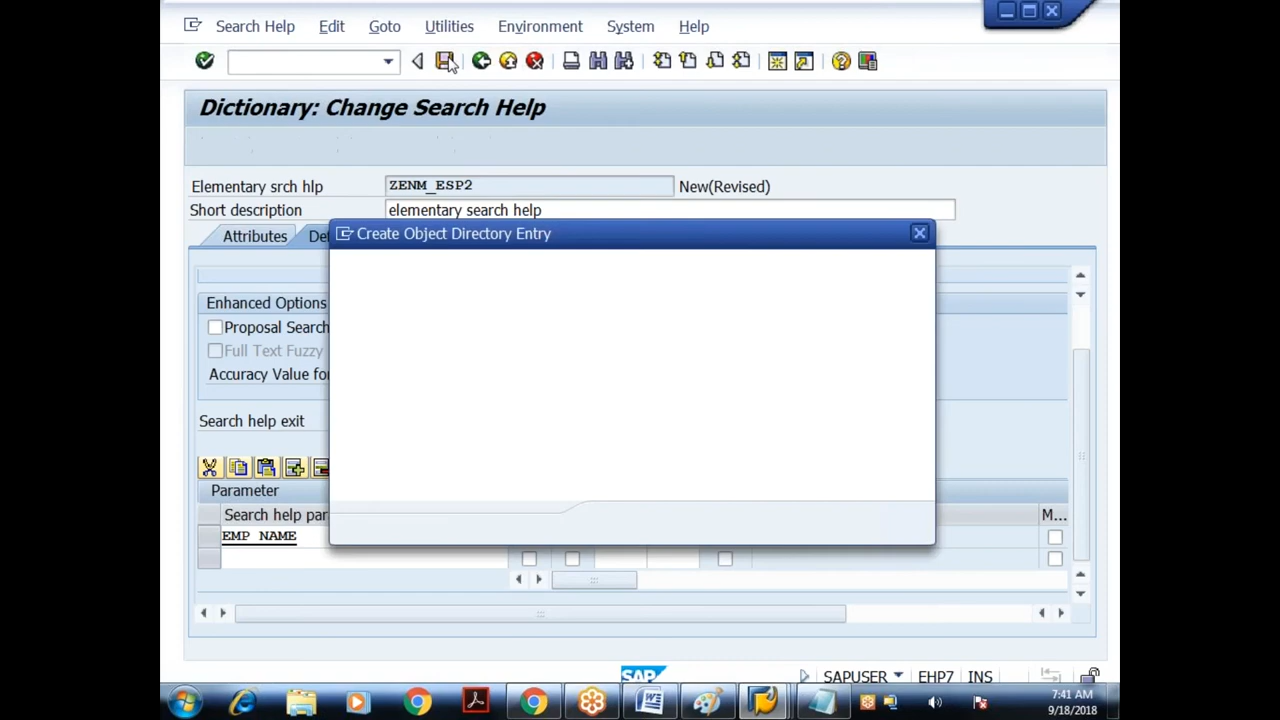 Search Help Edit Goto Utilities Environment System Help
Dictionary: Change Search Help
Elementary srch hlp ZENM_ESP2 New(Revised)
Short description elementary search help
Attributes
Create Object Directory Entry
Enhanced Options
Proposal Search
Full Text Fuzzy
Accuracy Value
Search help exit
Parameter
Search help M...
EMP_NAME
SAP SAPUSER EHP7 INS
7:41 AM
9/18/2018